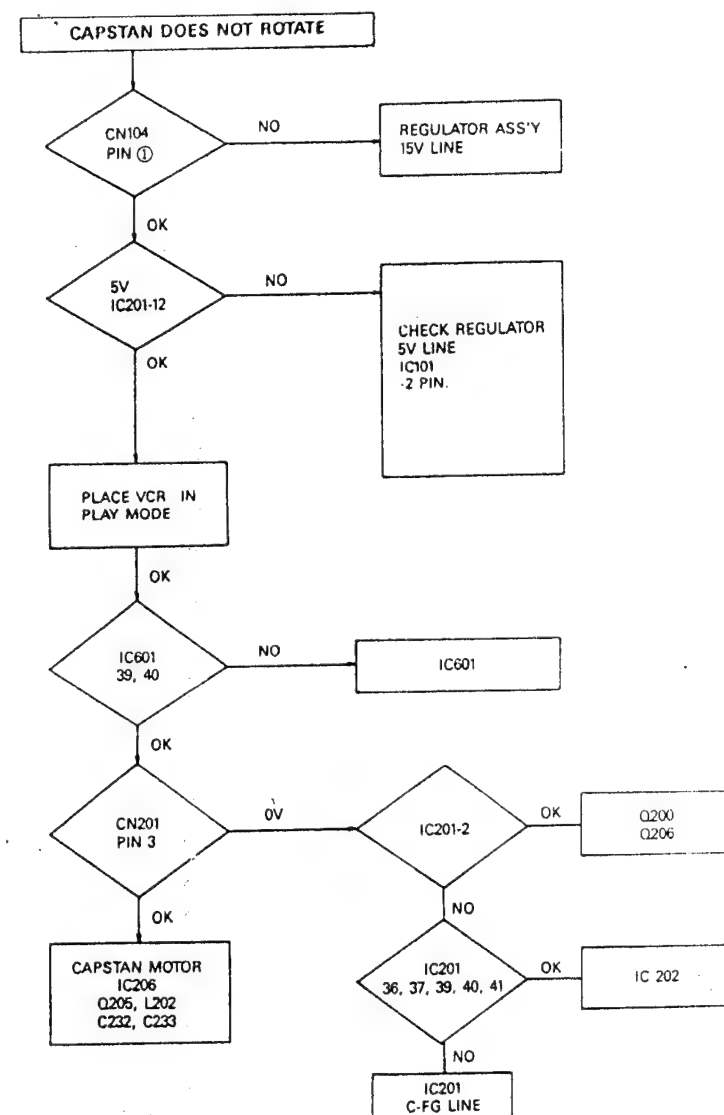 CAPSTAN DOES NOT ROTATE
CN104
PIN ①
NO
REGULATOR ASS'Y
15V LINE
OK
5V
IC201-12
NO
CHECK REGULATOR
5V LINE
IC101
-2 PIN.
OK
PLACE VCR IN
PLAY MODE
OK
IC601
39, 40
NO
IC601
OK
CN201
PIN 3
0V
IC201-2
OK
Q200
Q206
NO
OK
CAPSTAN MOTOR
IC206
Q205, L202
C232, C233
IC201
36, 37, 39, 40, 41
OK
IC 202
NO
IC201
C-FG LINE